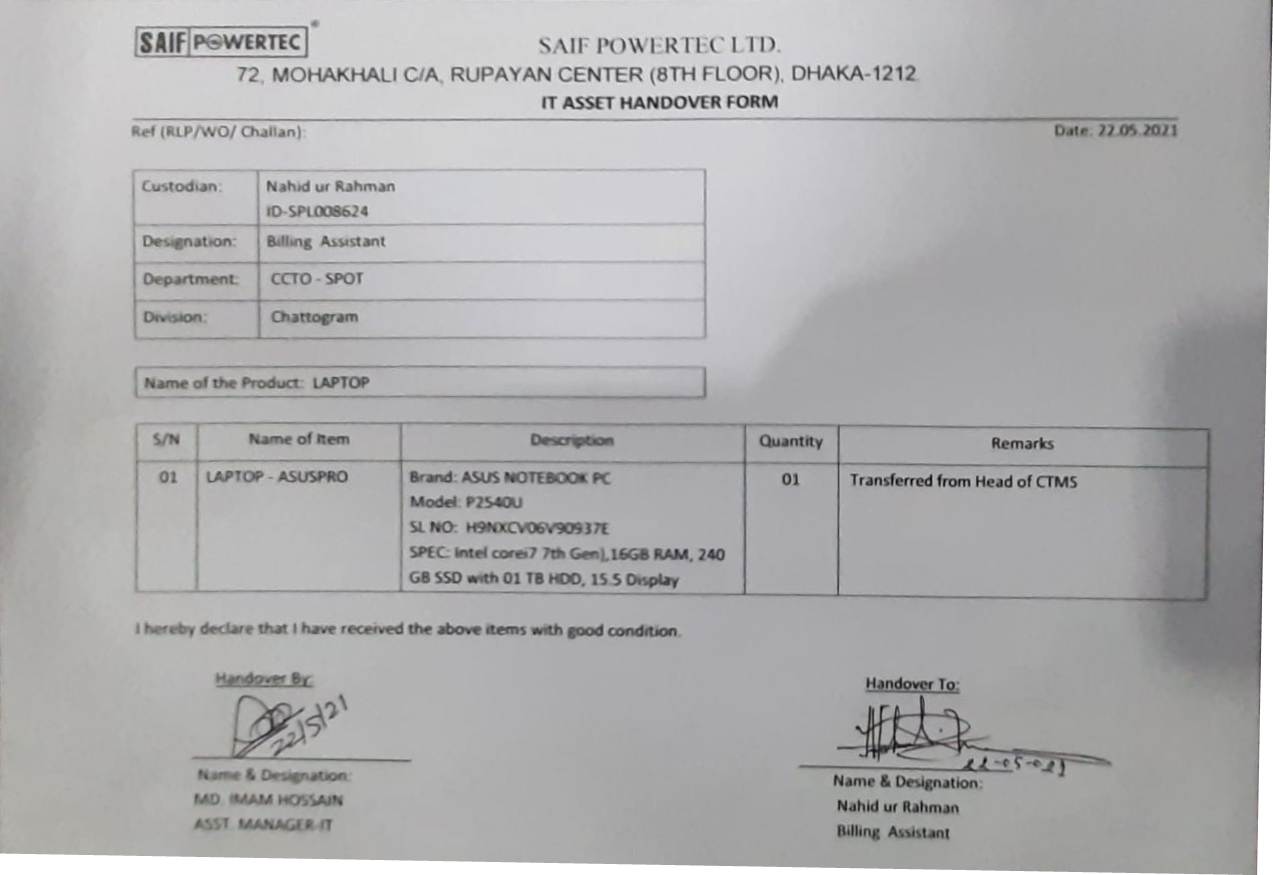 SAIF POWERTEC
SAIF POWERTEC LTD.
72, MOHAKHALI C/A, RUPAYAN CENTER (8TH FLOOR), DHAKA-1212
IT ASSET HANDOVER FORM
Ref (RLP/WO/ Challan): Date: 22.05.2021
Custodian: Nahid ur Rahman
ID-SPL008624
Designation: Billing Assistant
Department: CCTO - SPOT
Division: Chattogram
Name of the Product: LAPTOP
S/N Name of Item Description Quantity Remarks
01 LAPTOP - ASUSPRO Brand: ASUS NOTEBOOK PC 01 Transferred from Head of CTMS
Model: P2540U
SL NO: H9NXCV06V90937E
SPEC: Intel corei7 7th Gen),16GB RAM, 240
GB SSD with 01 TB HDD, 15.5 Display
I hereby declare that I have received the above items with good condition.
Handover By: Handover To:
22/5/21
Name & Designation: Name & Designation:
MD. IMAM HOSSAIN Nahid ur Rahman
ASST. MANAGER-IT Billing Assistant